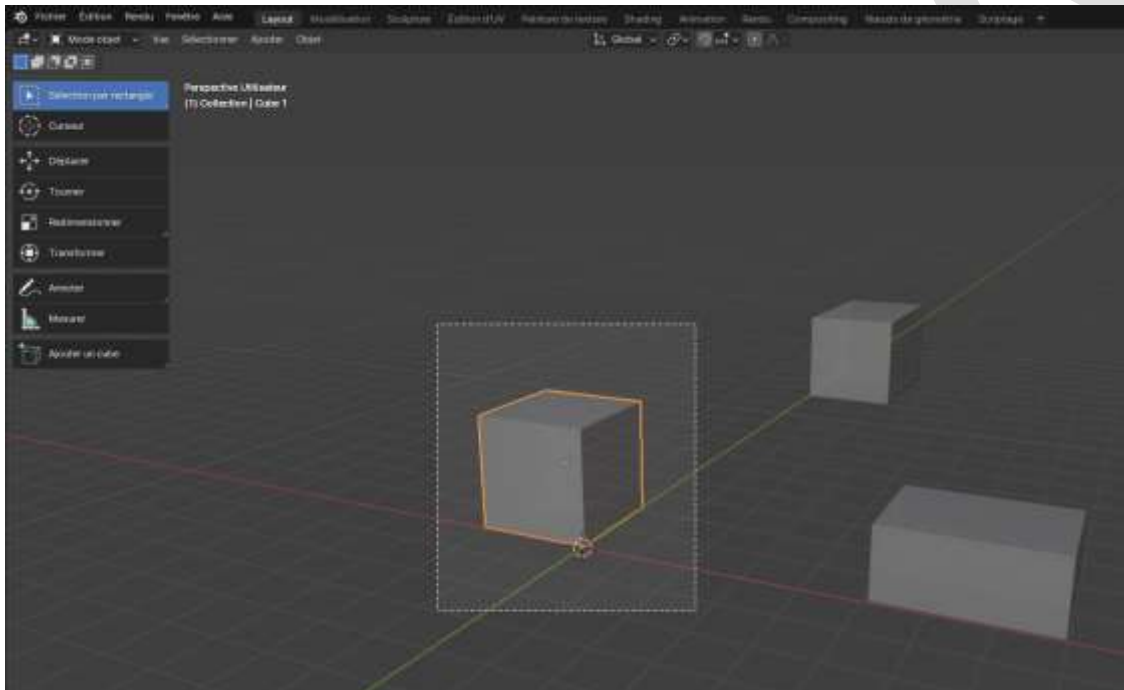 Fichier Edition Rendu Fenêtre Aide Layout Modélisation Sculpture Edition d'UV Peinture de texture Shading Animation Rendu Compositing Nœuds de géométrie Scripting +
Mode objet Vue Sélectionner Ajouter Objet Global
Sélection par rectangle
Perspective Utilisateur
(1) Collection | Cube 1
Curseur
Déplacer
Tourner
Redimensionner
Transformer
Annoter
Mesurer
Ajouter un cube